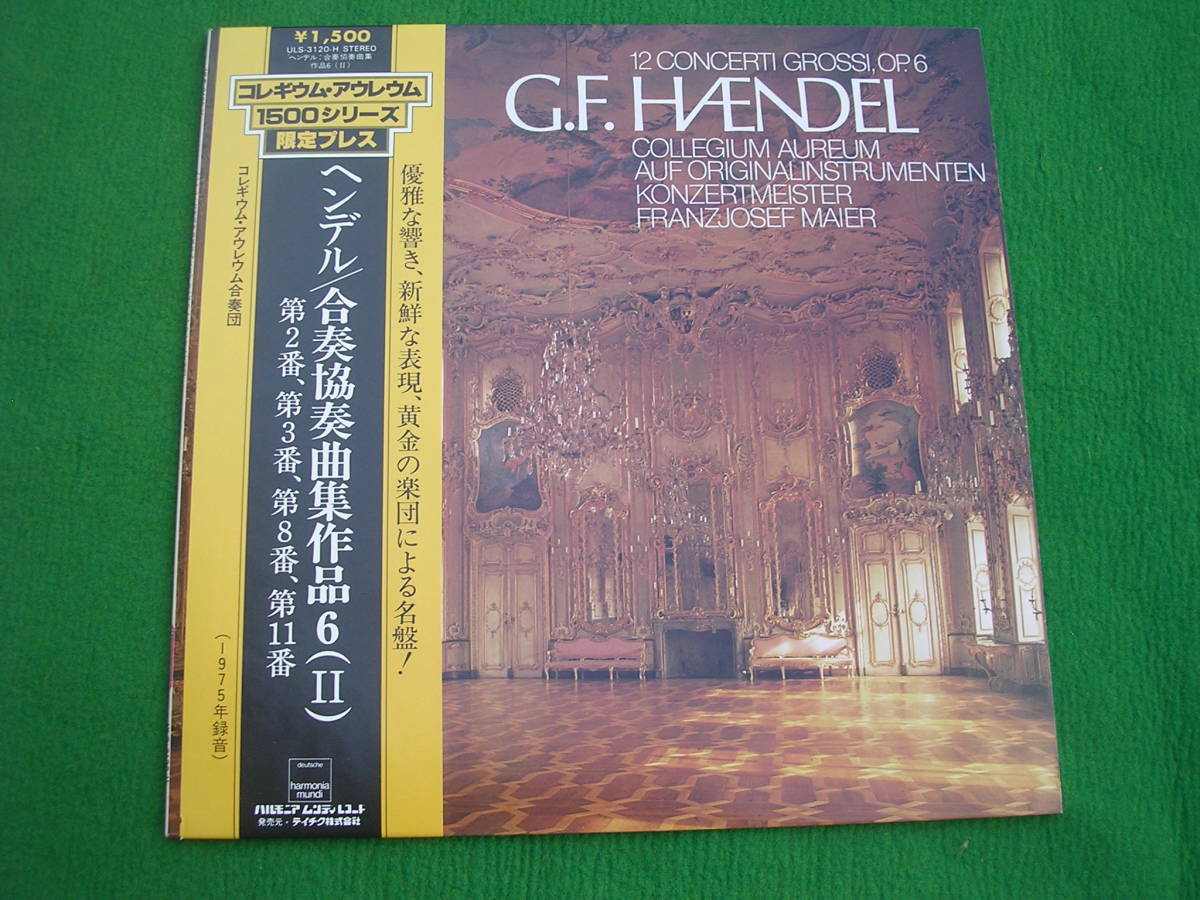 ¥1,500
ULS-3120-H STEREO
ヘンデル:合奏協奏曲集
作品6(II)
コレギウム・アウレウム
1500シリーズ
限定プレス
優雅な響き、新鮮な表現、黄金の楽団による名盤!
ヘンデル/合奏協奏曲集作品6(II)
第2番、第3番、第8番、第11番
コレギウム・アウレウム合奏団
(1975年録音)
deutsche
harmonia
mundi
ハルモニア ムンディ レコード
発売元・テイチク株式会社
12 CONCERTI GROSSI, OP. 6
G.F. HÆNDEL
COLLEGIUM AUREUM
AUF ORIGINALINSTRUMENTEN
KONZERTMEISTER
FRANZJOSEF MAIER